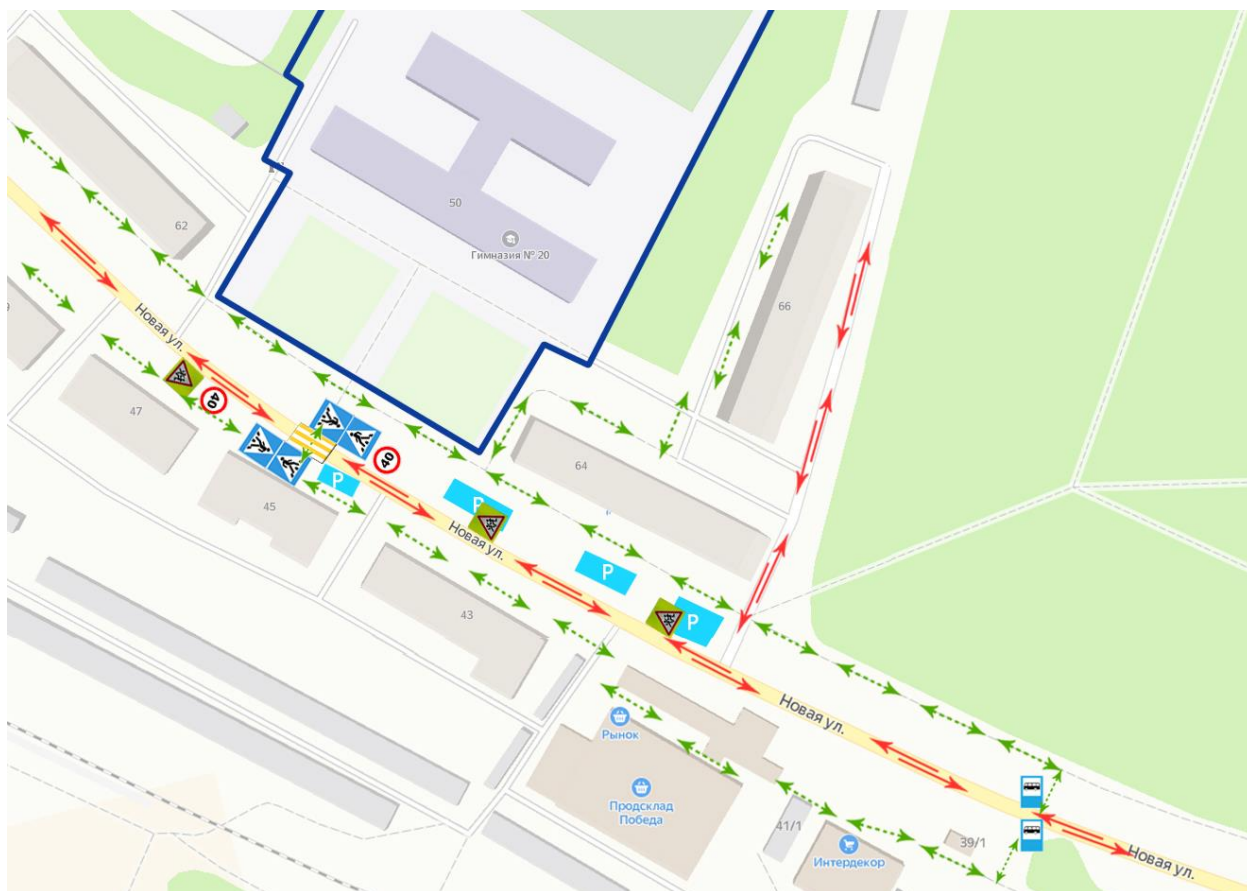 50
Гимназия № 20
62
66
Новая ул.
47
40
40
64
P
45
P
Новая ул.
43
P
P
Новая ул.
Рынок
Продсклад
Победа
41/1
39/1
Интердекор
Новая ул.